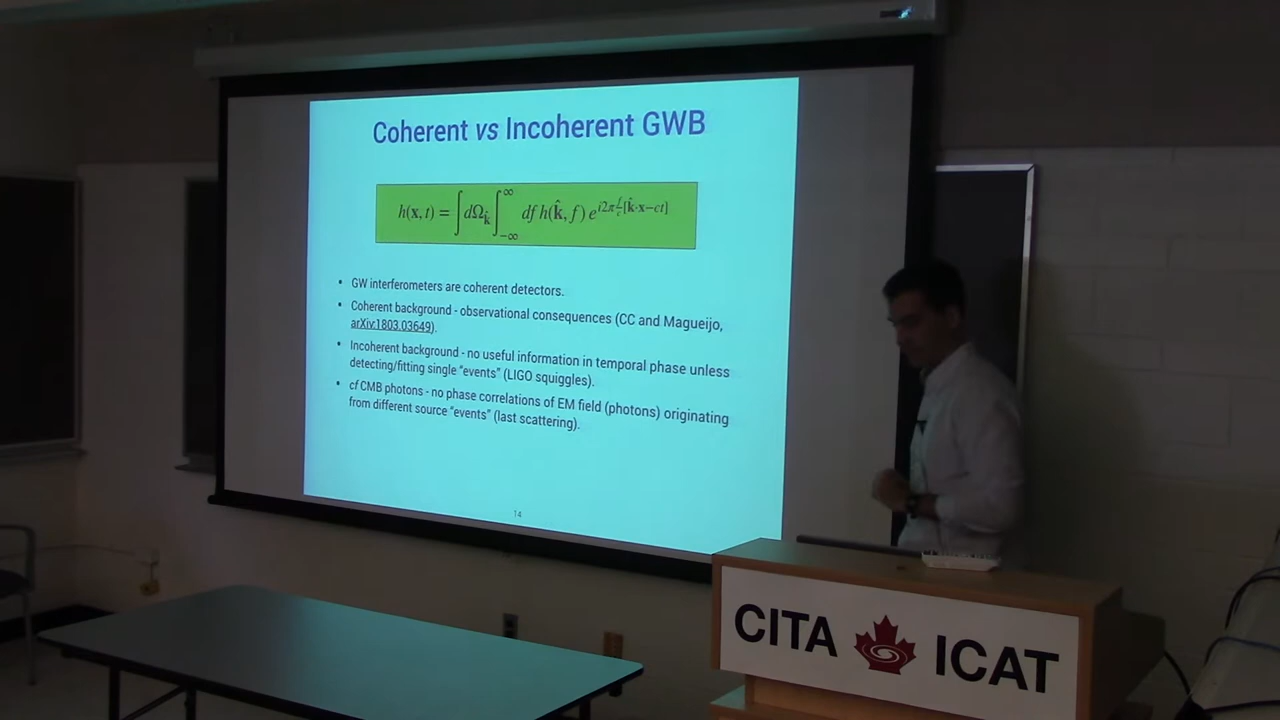 Coherent vs Incoherent GWB
h(x, t) = ∫ dΩ_k̂ ∫_{-∞}^{∞} df h(k̂, f) e^{i2π f/c [k̂·x−ct]}
• GW interferometers are coherent detectors.
• Coherent background - observational consequences (CC and Magueijo,
arXiv:1803.03649).
• Incoherent background - no useful information in temporal phase unless
detecting/fitting single “events” (LIGO squiggles).
• cf CMB photons - no phase correlations of EM field (photons) originating
from different source “events” (last scattering).
14
CITA ICAT